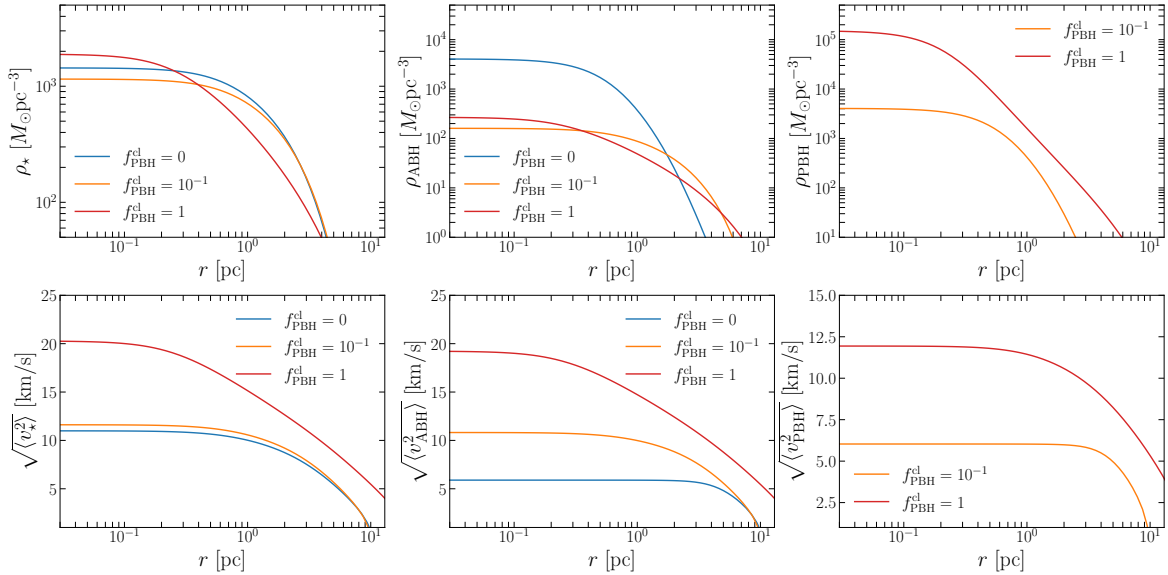 ρ⋆ [M⊙pc⁻³]
10³
10²
f^cl_PBH = 0
f^cl_PBH = 10⁻¹
f^cl_PBH = 1
10⁻¹ 10⁰ 10¹
r [pc]
ρ_ABH [M⊙pc⁻³]
10⁴
10³
10²
10¹
10⁰
f^cl_PBH = 0
f^cl_PBH = 10⁻¹
f^cl_PBH = 1
10⁻¹ 10⁰ 10¹
r [pc]
ρ_PBH [M⊙pc⁻³]
10⁵
10⁴
10³
10²
10¹
f^cl_PBH = 10⁻¹
f^cl_PBH = 1
10⁻¹ 10⁰ 10¹
r [pc]
√⟨v²⋆⟩ [km/s]
25
20
15
10
5
f^cl_PBH = 0
f^cl_PBH = 10⁻¹
f^cl_PBH = 1
10⁻¹ 10⁰ 10¹
r [pc]
√⟨v²_ABH⟩ [km/s]
25
20
15
10
5
f^cl_PBH = 0
f^cl_PBH = 10⁻¹
f^cl_PBH = 1
10⁻¹ 10⁰ 10¹
r [pc]
√⟨v²_PBH⟩ [km/s]
15.0
12.5
10.0
7.5
5.0
2.5
f^cl_PBH = 10⁻¹
f^cl_PBH = 1
10⁻¹ 10⁰ 10¹
r [pc]